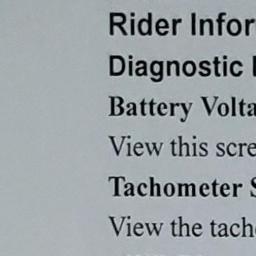 Rider Infor
Diagnostic
Battery Volta
View this scre
Tachometer S
View the tach